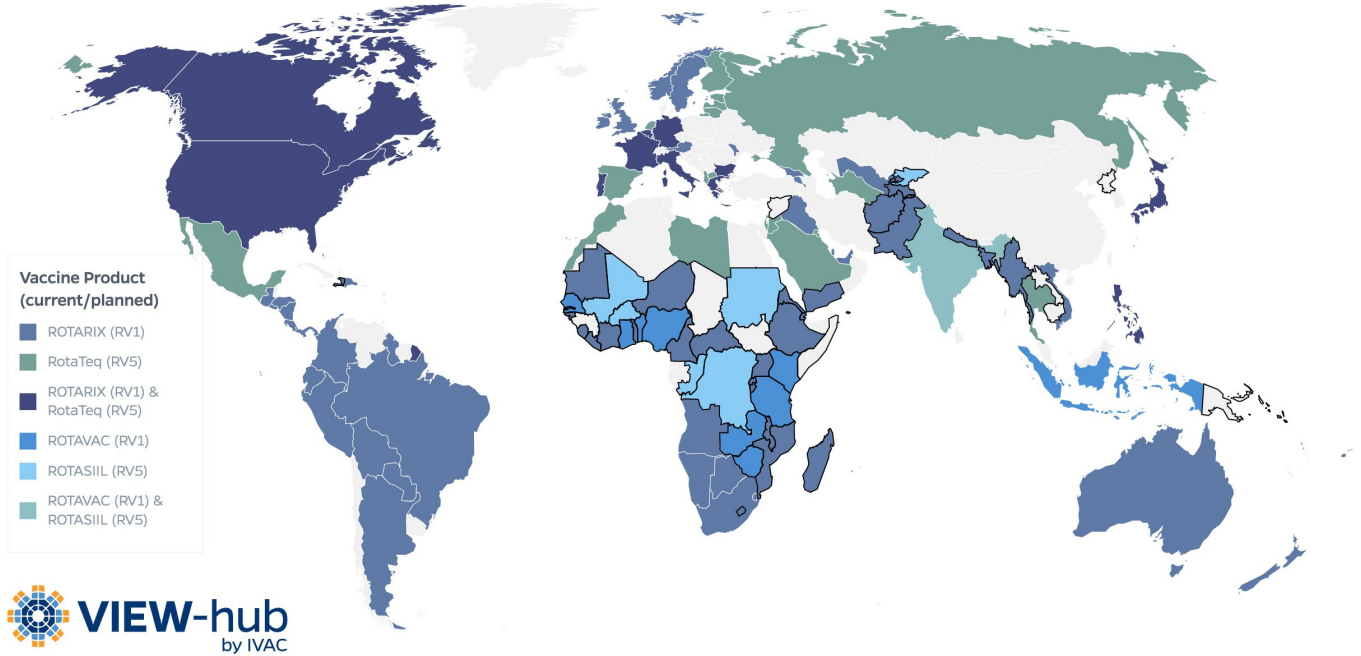 Vaccine Product
(current/planned)
ROTARIX (RV1)
RotaTeq (RV5)
ROTARIX (RV1) &
RotaTeq (RV5)
ROTAVAC (RV1)
ROTASIIL (RV5)
ROTAVAC (RV1) &
ROTASIIL (RV5)
VIEW-hub
by IVAC